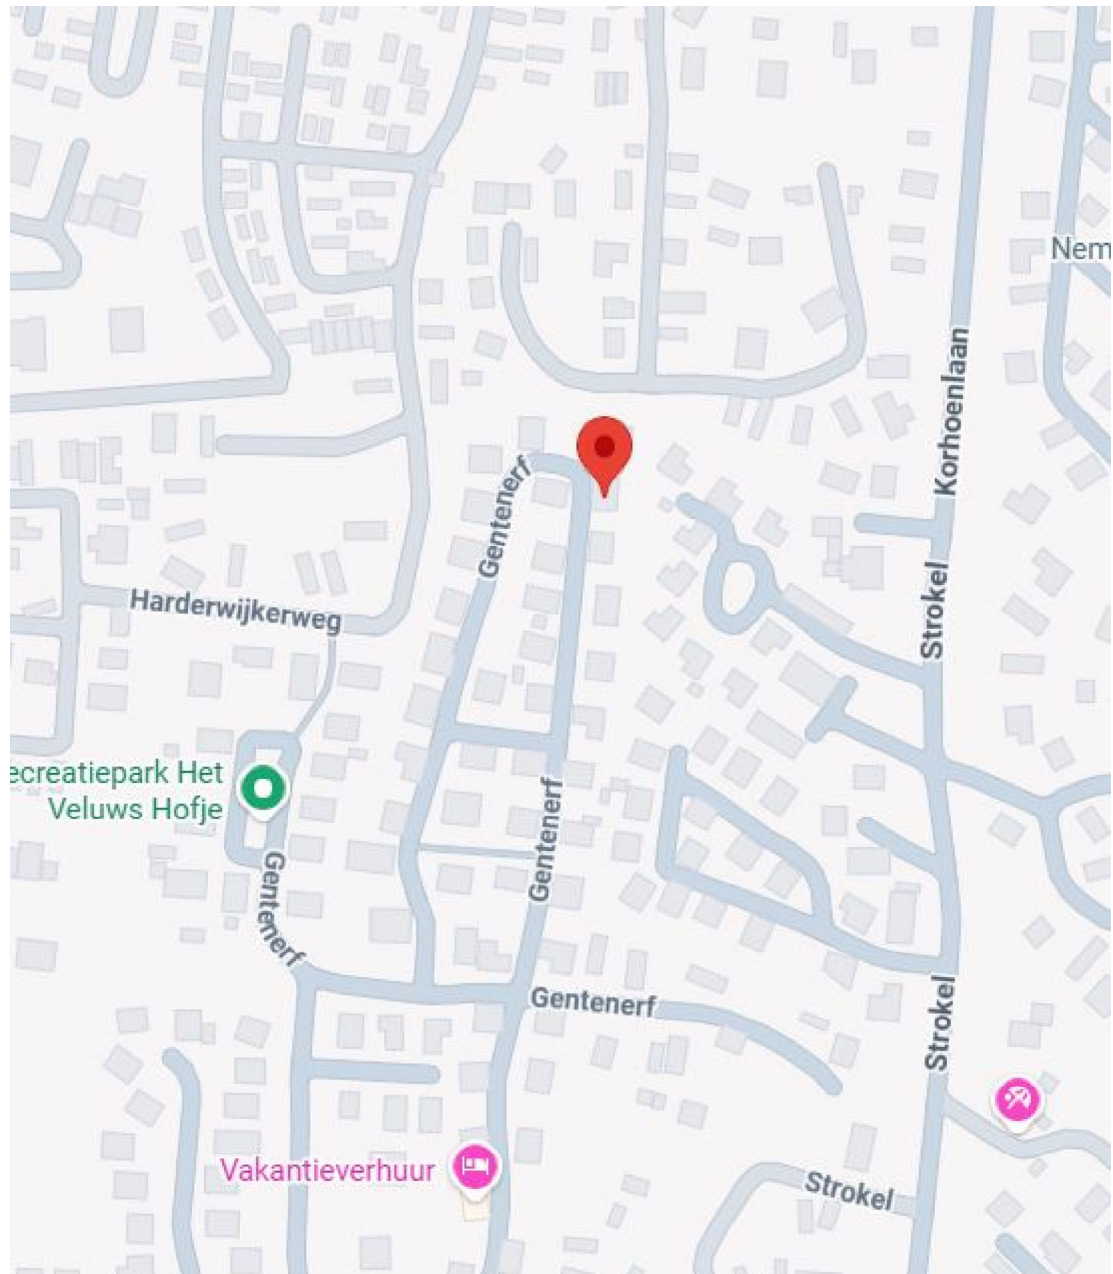 Nem
Korhoenlaan
Gentenerf
Strokel
Harderwijkerweg
ecreatiepark Het
Veluws Hofje
Gentenerf
Gentenerf
Gentenerf
Strokel
Vakantieverhuur
Strokel